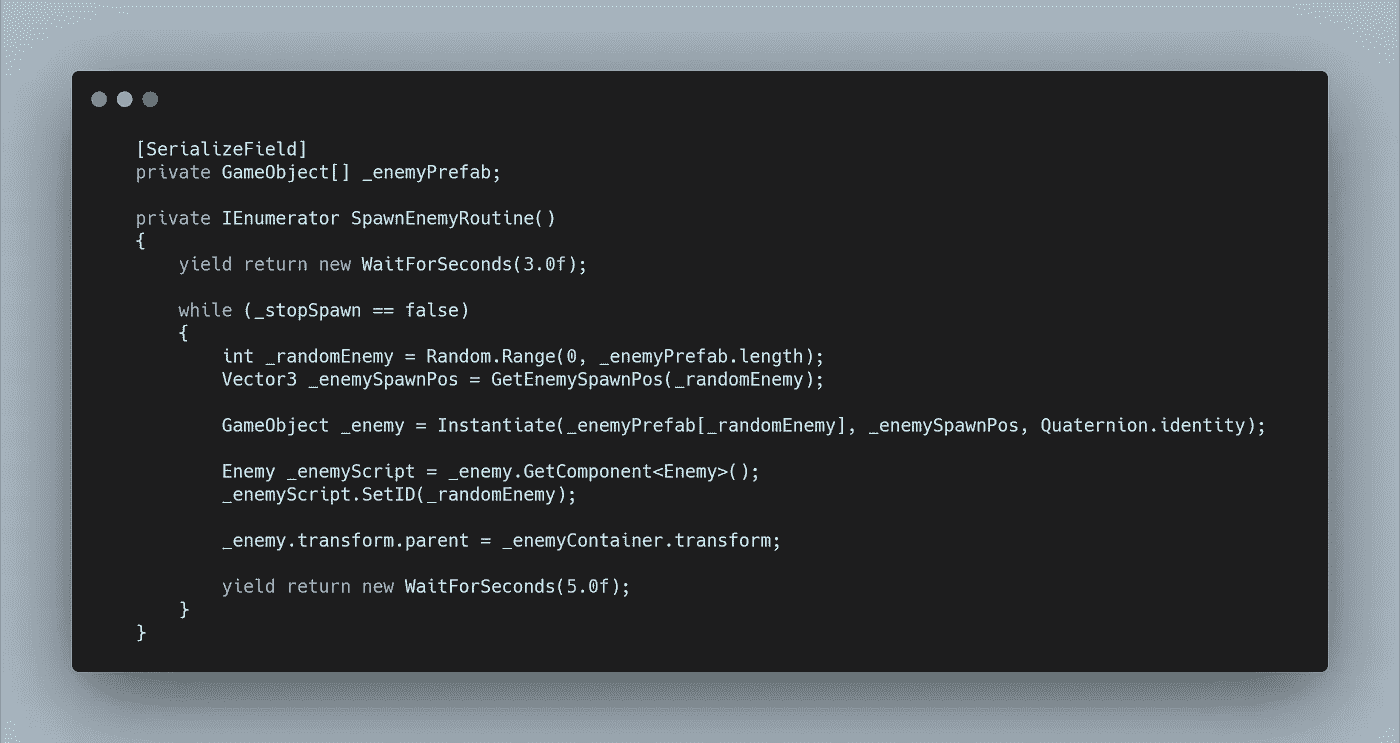 [SerializeField]
private GameObject[] _enemyPrefab;
private IEnumerator SpawnEnemyRoutine()
{
yield return new WaitForSeconds(3.0f);
while (_stopSpawn == false)
{
int _randomEnemy = Random.Range(0, _enemyPrefab.length);
Vector3 _enemySpawnPos = GetEnemySpawnPos(_randomEnemy);
GameObject _enemy = Instantiate(_enemyPrefab[_randomEnemy], _enemySpawnPos, Quaternion.identity);
Enemy _enemyScript = _enemy.GetComponent<Enemy>();
_enemyScript.SetID(_randomEnemy);
_enemy.transform.parent = _enemyContainer.transform;
yield return new WaitForSeconds(5.0f);
}
}